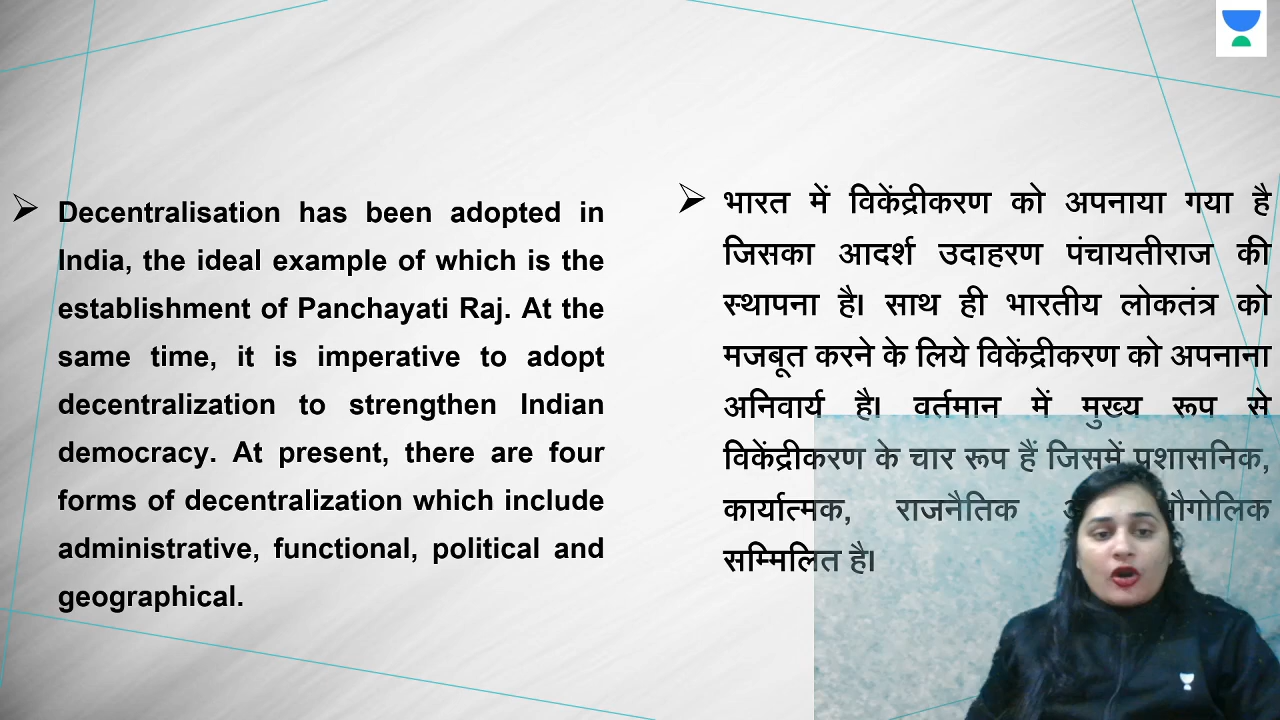 Decentralisation has been adopted in
India, the ideal example of which is the
establishment of Panchayati Raj. At the
same time, it is imperative to adopt
decentralization to strengthen Indian
democracy. At present, there are four
forms of decentralization which include
administrative, functional, political and
geographical.
भारत में विकेंद्रीकरण को अपनाया गया है
जिसका आदर्श उदाहरण पंचायतीराज की
स्थापना है। साथ ही भारतीय लोकतंत्र को
मजबूत करने के लिये विकेंद्रीकरण को अपनाना
अनिवार्य है। वर्तमान में मुख्य रूप से
विकेंद्रीकरण के चार रूप हैं जिसमें प्रशासनिक,
कार्यात्मक, राजनैतिक
सम्मिलित है।